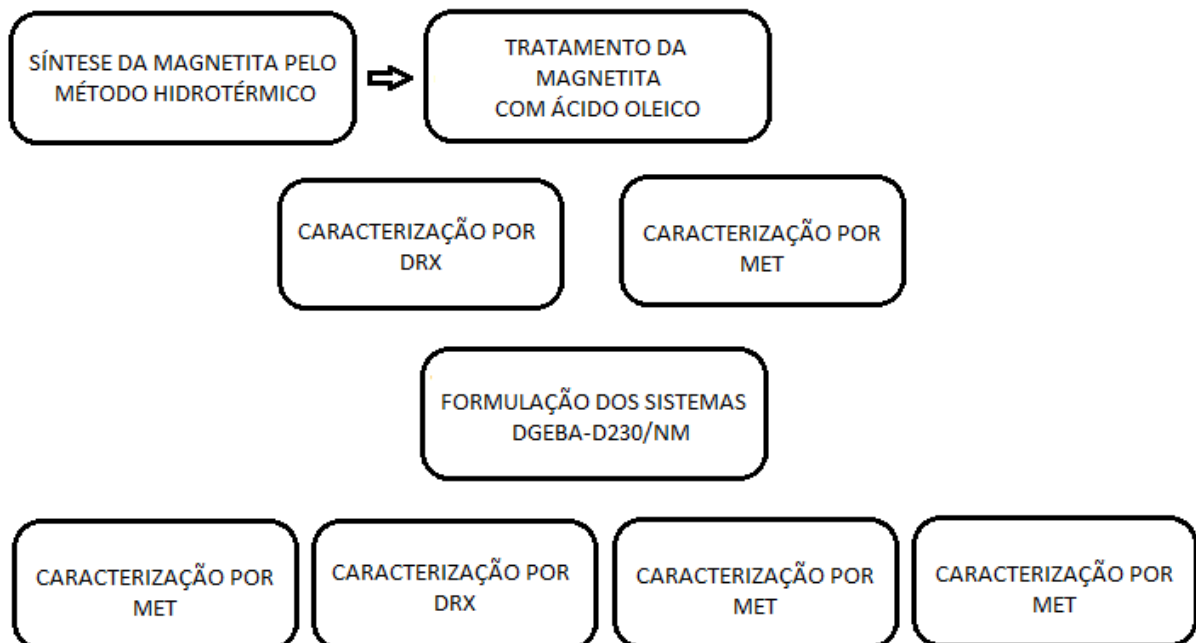 SÍNTESE DA MAGNETITA PELO
MÉTODO HIDROTÉRMICO
TRATAMENTO DA
MAGNETITA
COM ÁCIDO OLEICO
CARACTERIZAÇÃO POR
DRX
CARACTERIZAÇÃO POR
MET
FORMULAÇÃO DOS SISTEMAS
DGEBA-D230/NM
CARACTERIZAÇÃO POR
MET
CARACTERIZAÇÃO POR
DRX
CARACTERIZAÇÃO POR
MET
CARACTERIZAÇÃO POR
MET